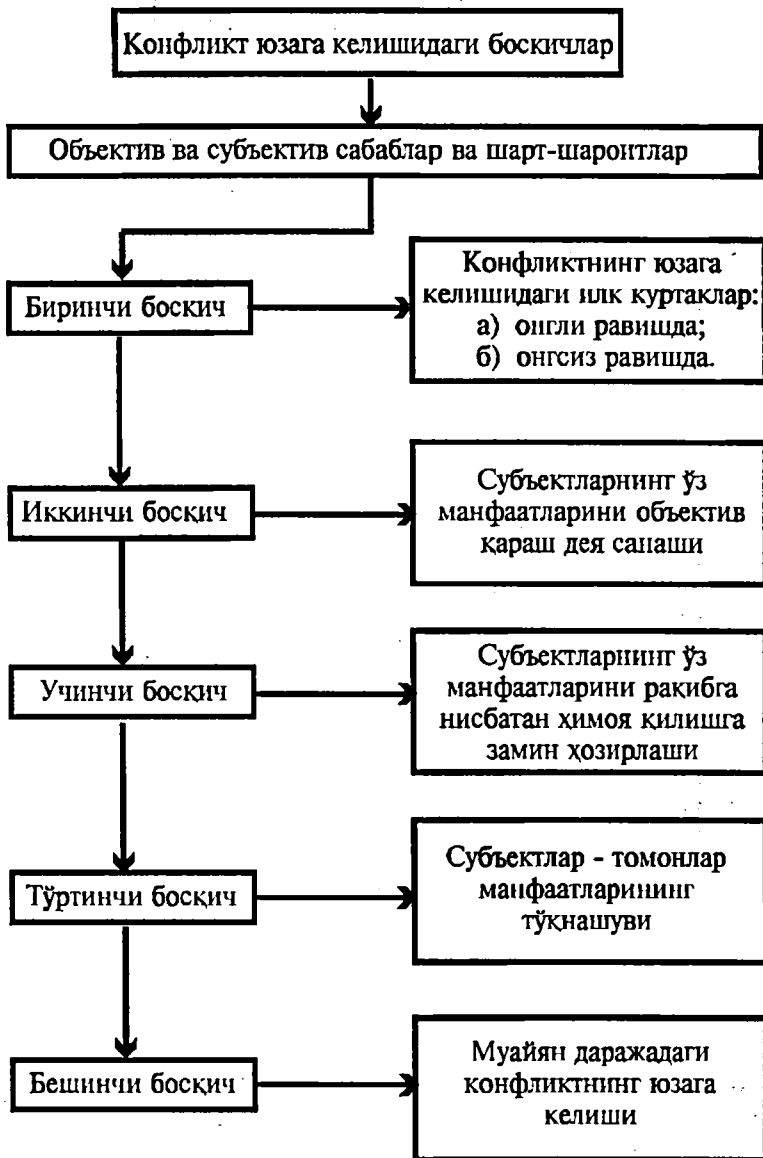 Конфликт юзага келишидаги боскичлар
Объектив ва субъектив сабаблар ва шарт-шароитлар
Биринчи боскич
Конфликтнинг юзага
келишидаги илк куртаклар:
а) онгли равишда;
б) онгсиз равишда.
Иккинчи босқич
Субъектларнинг ўз
манфаатларини объектив
қараш дея санаши
Учинчи босқич
Субъектларнинг ўз
манфаатларини рақибга
нисбатан ҳимоя қилишга
замин ҳозирлаши
Тўртинчи босқич
Субъектлар - томонлар
манфаатларининг
тўқнашуви
Бешинчи босқич
Муайян даражадаги
конфликтнинг юзага
келиши